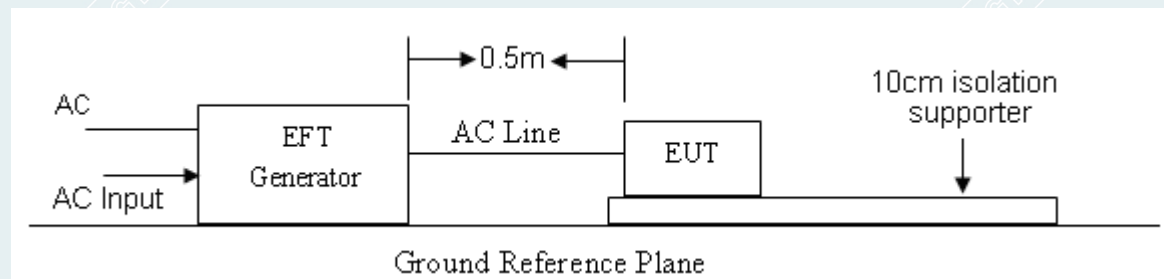 0.5m
10cm isolation
supporter
AC
EFT
Generator
AC Line
EUT
AC Input
Ground Reference Plane